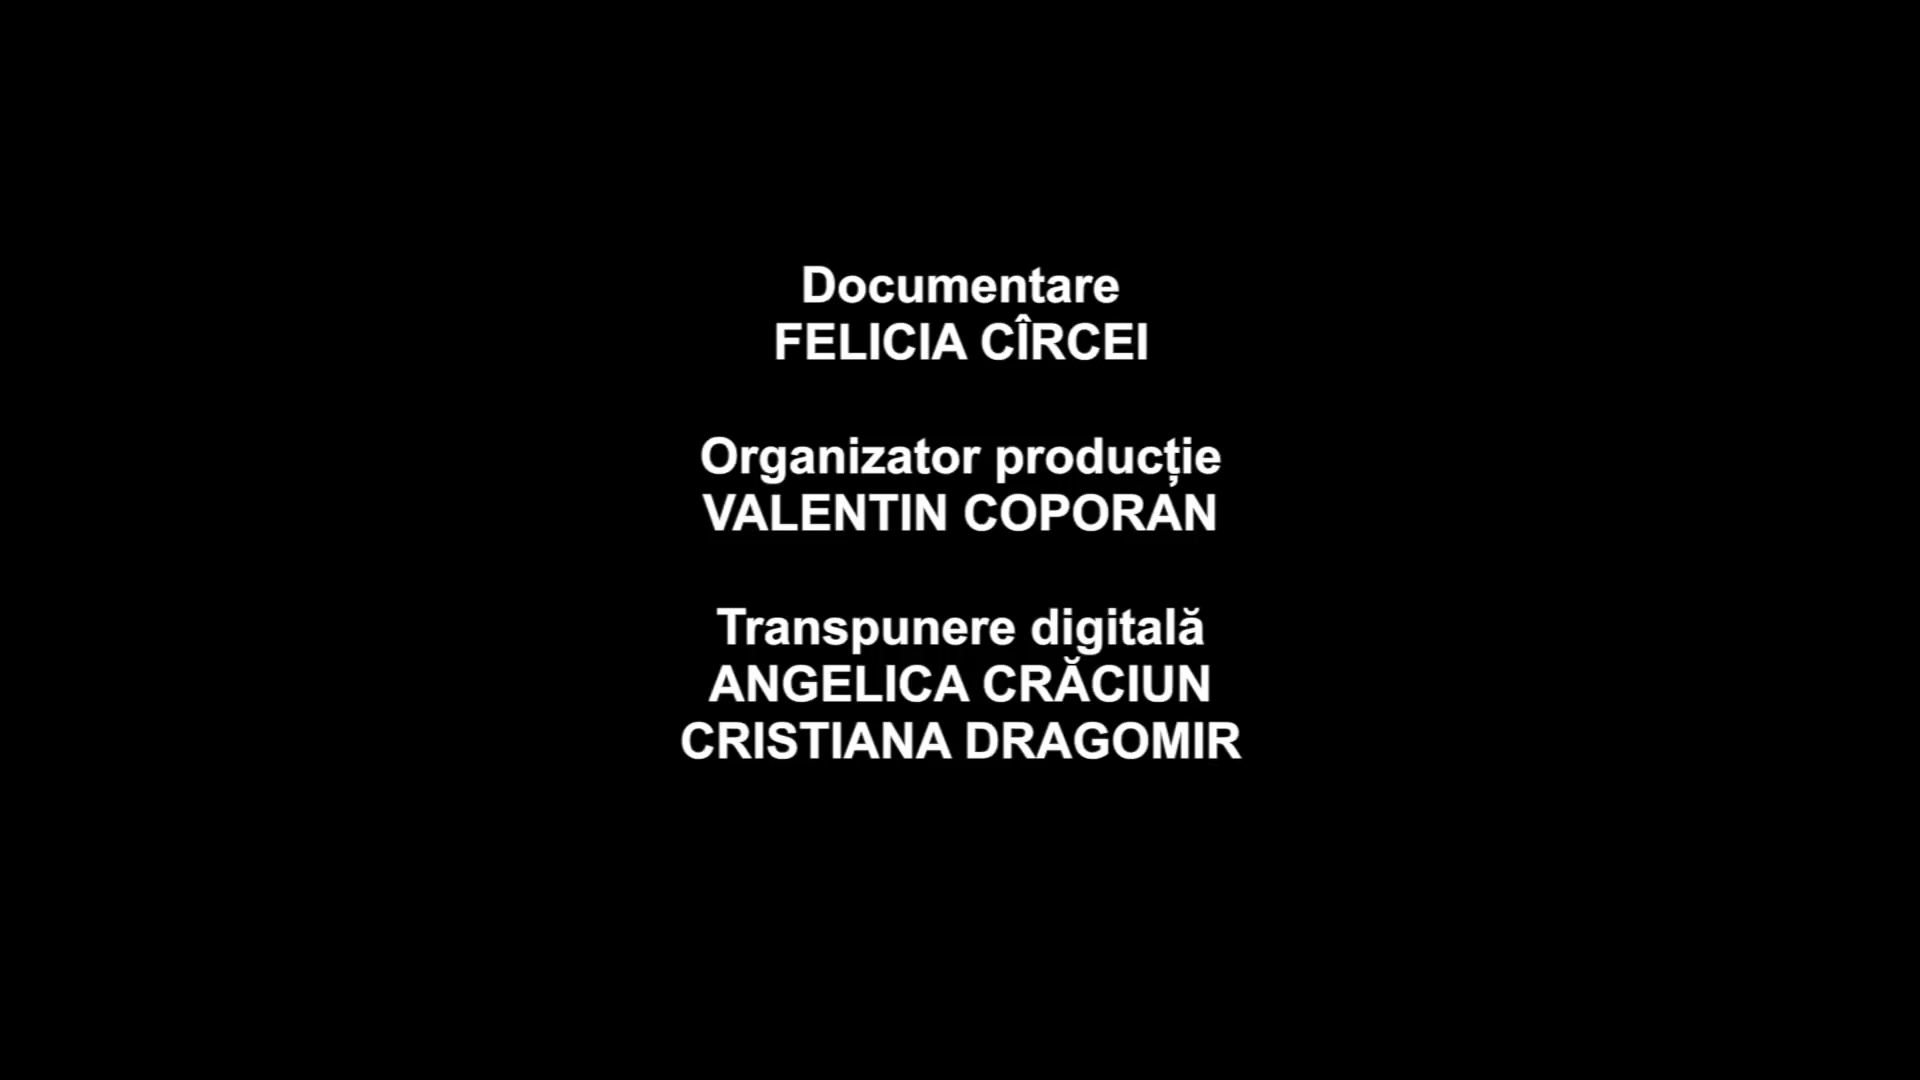 Documentare
FELICIA CÎRCEI
Organizator producție
VALENTIN COPORAN
Transpunere digitală
ANGELICA CRĂCIUN
CRISTIANA DRAGOMIR